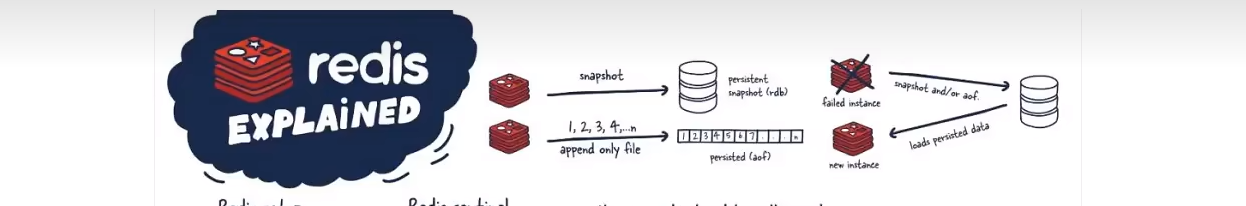 redis
EXPLAiNED
snapshot
persistent
snapshot (rdb)
1, 2, 3, 4,...n
append only file
1 2 3 4 5 6 7 . . . n
persisted (aof)
failed instance
snapshot and/or aof.
loads persisted data
new instance